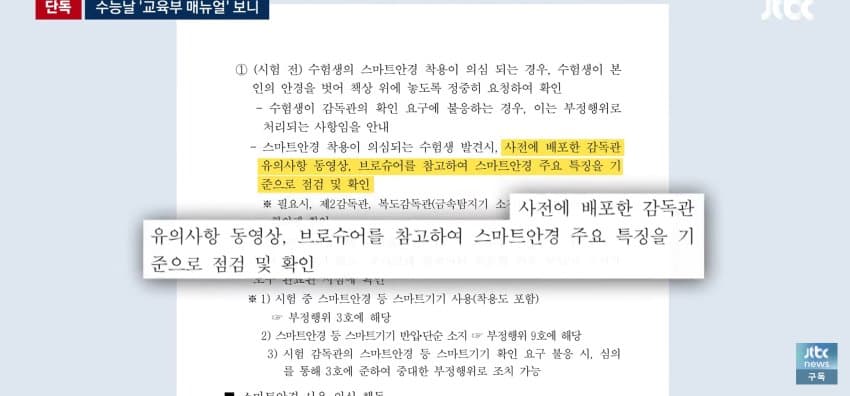 단독 수능날 '교육부 매뉴얼' 보니
jtbc
① (시험 전) 수험생의 스마트안경 착용이 의심 되는 경우, 수험생이 본
인의 안경을 벗어 책상 위에 놓도록 정중히 요청하여 확인
- 수험생이 감독관의 확인 요구에 불응하는 경우, 이는 부정행위로
처리되는 사항임을 안내
- 스마트안경 착용이 의심되는 수험생 발견시, 사전에 배포한 감독관
유의사항 동영상, 브로슈어를 참고하여 스마트안경 주요 특징을 기
준으로 점검 및 확인
※ 필요시, 제2감독관, 복도감독관(금속탐지기 소지
사전에 배포한 감독관
유의사항 동영상, 브로슈어를 참고하여 스마트안경 주요 특징을 기
준으로 점검 및 확인
※ 1) 시험 중 스마트안경 등 스마트기기 사용(착용도 포함)
☞ 부정행위 3호에 해당
2) 스마트안경 등 스마트기기 반입·단순 소지 ☞ 부정행위 9호에 해당
3) 시험 감독관의 스마트안경 등 스마트기기 확인 요구 불응 시, 심의
를 통해 3호에 준하여 중대한 부정행위로 조치 가능
jtbc
news
구독